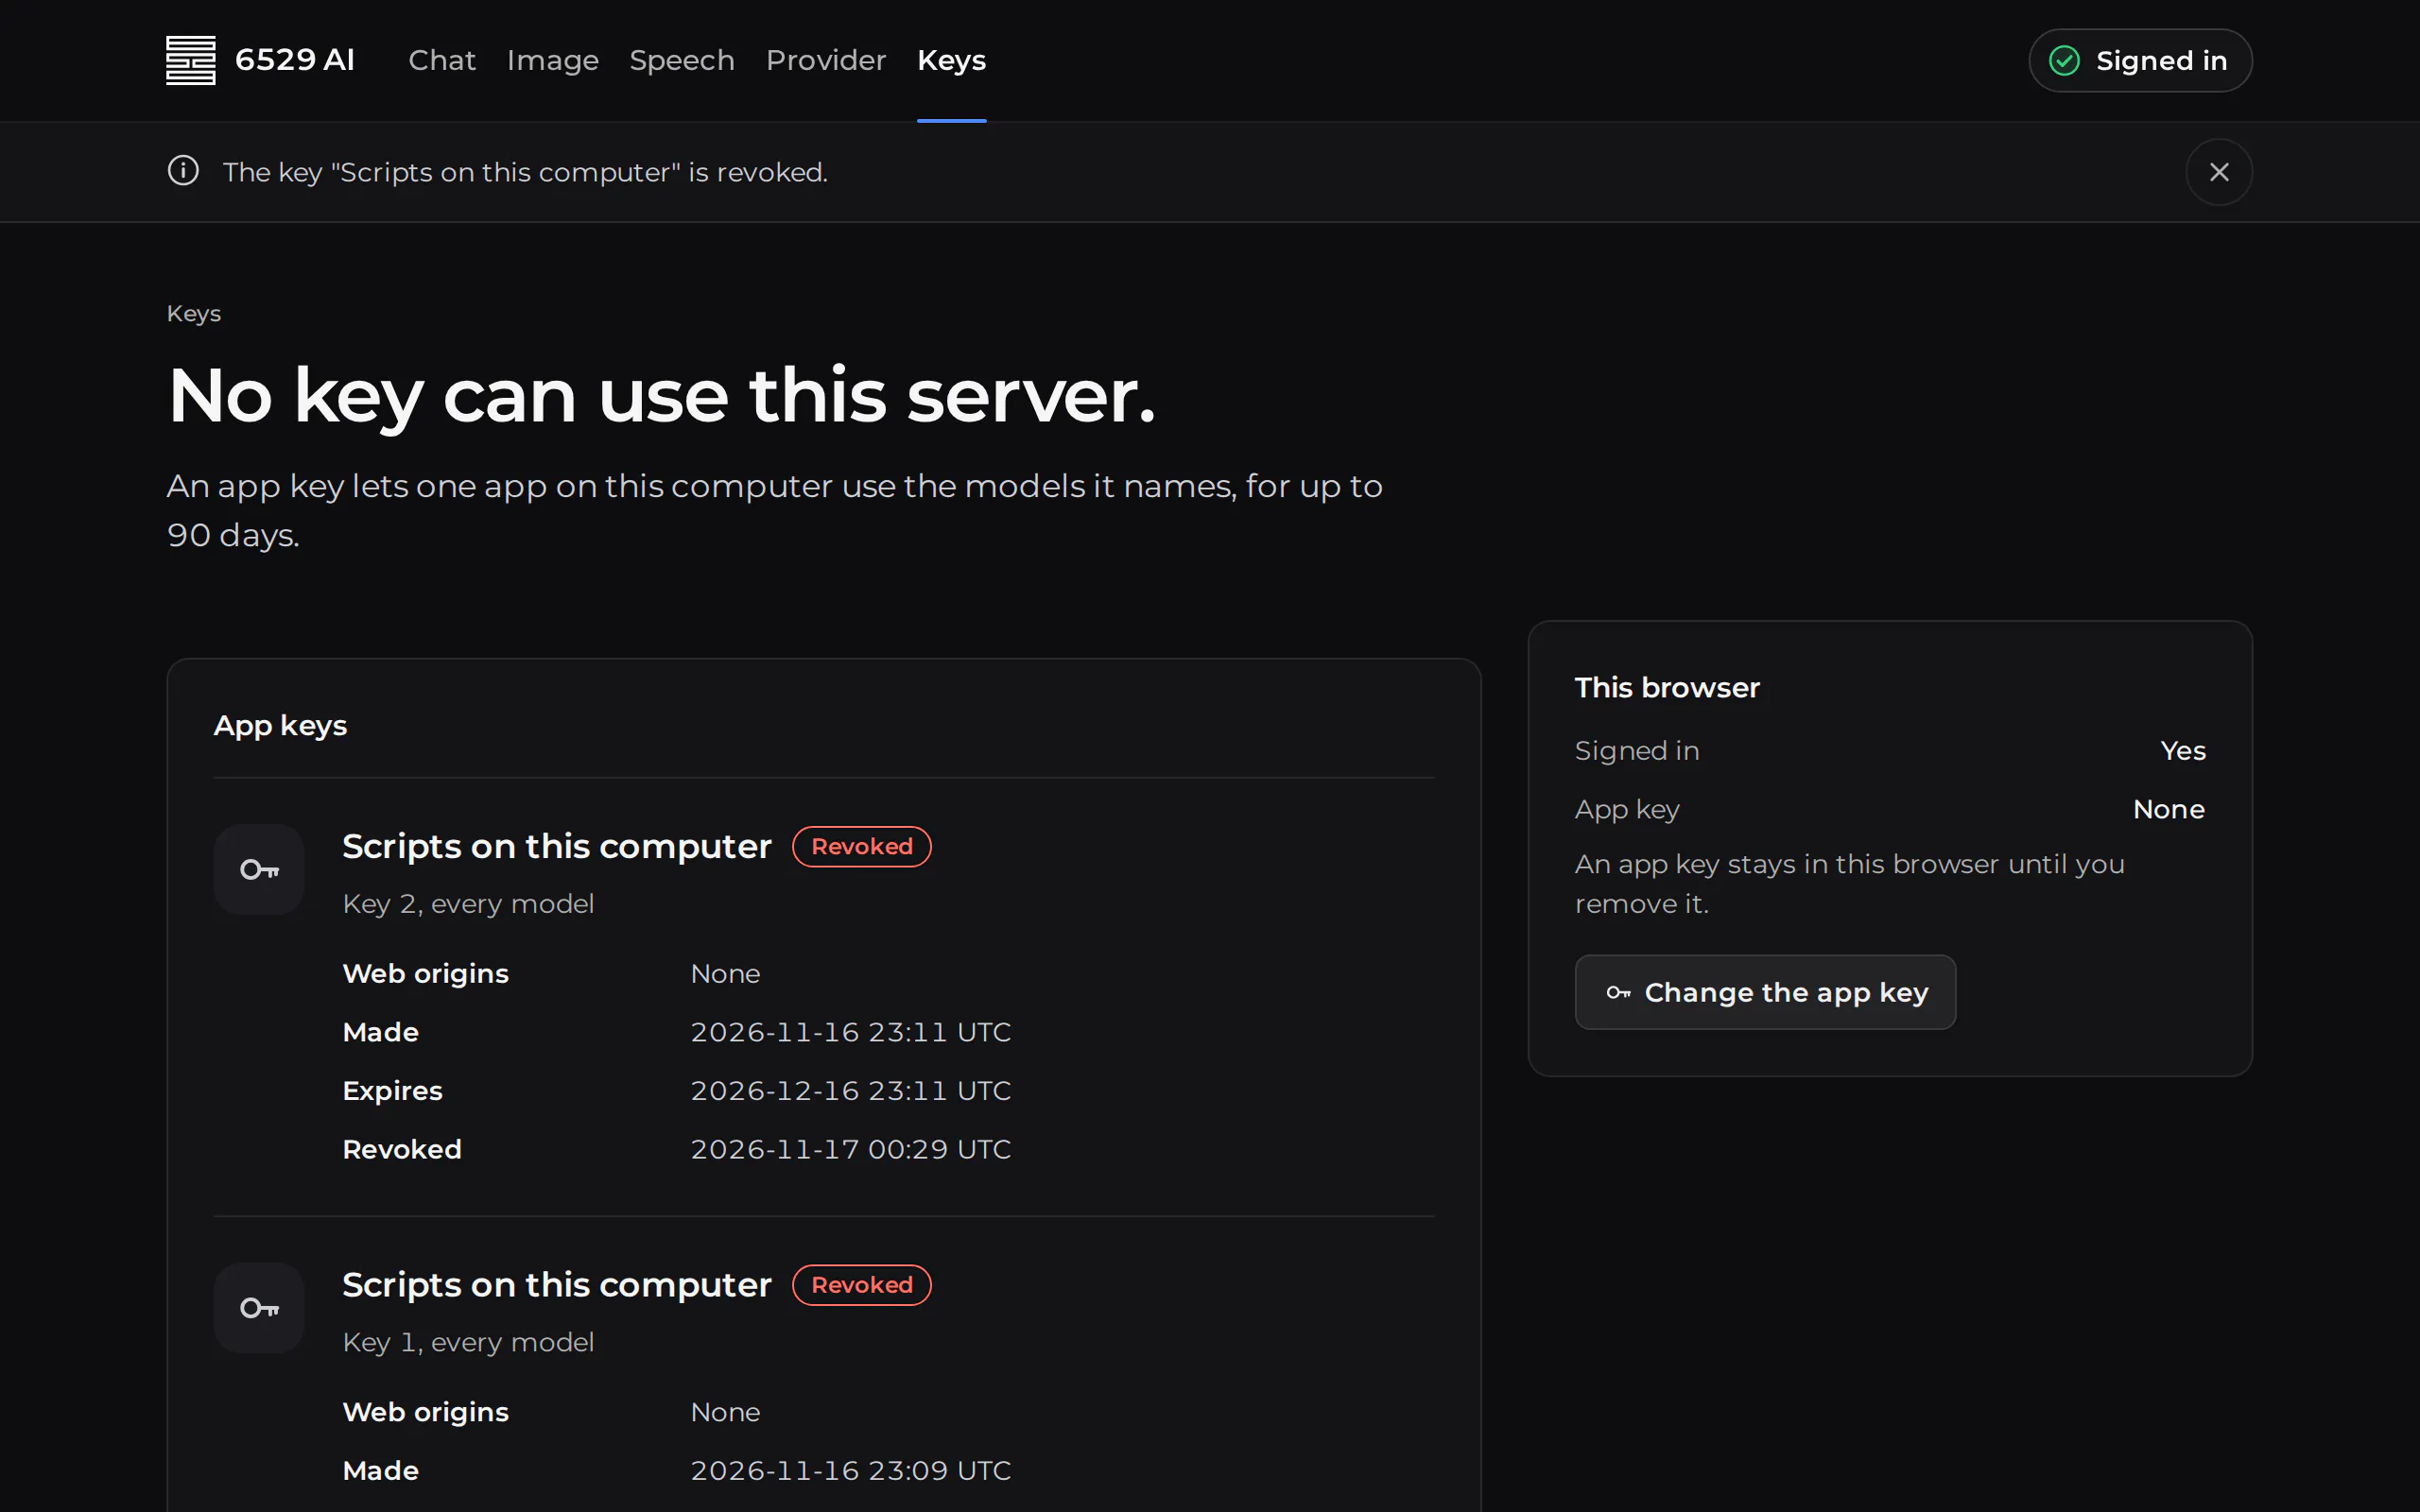 6529 AI
Chat Image Speech Provider Keys
Signed in
The key "Scripts on this computer" is revoked.
Keys
No key can use this server.
An app key lets one app on this computer use the models it names, for up to
90 days.
App keys
Scripts on this computer Revoked
Key 2, every model
Web origins None
Made 2026-11-16 23:11 UTC
Expires 2026-12-16 23:11 UTC
Revoked 2026-11-17 00:29 UTC
Scripts on this computer Revoked
Key 1, every model
Web origins None
Made 2026-11-16 23:09 UTC
This browser
Signed in Yes
App key None
An app key stays in this browser until you
remove it.
Change the app key